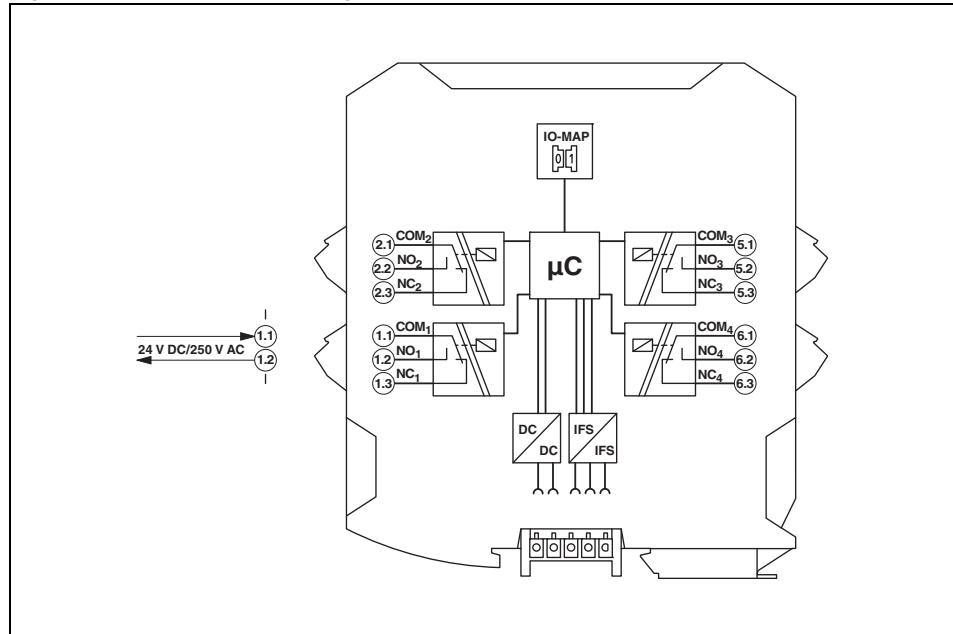 IO-MAP
0 1
2.1 COM2
2.2 NO2
2.3 NC2
µC
COM3 5.1
NO3 5.2
NC3 5.3
1.1
24 V DC/250 V AC
1.2
1.1 COM1
1.2 NO1
1.3 NC1
COM4 6.1
NO4 6.2
NC4 6.3
DC
DC
IFS
IFS